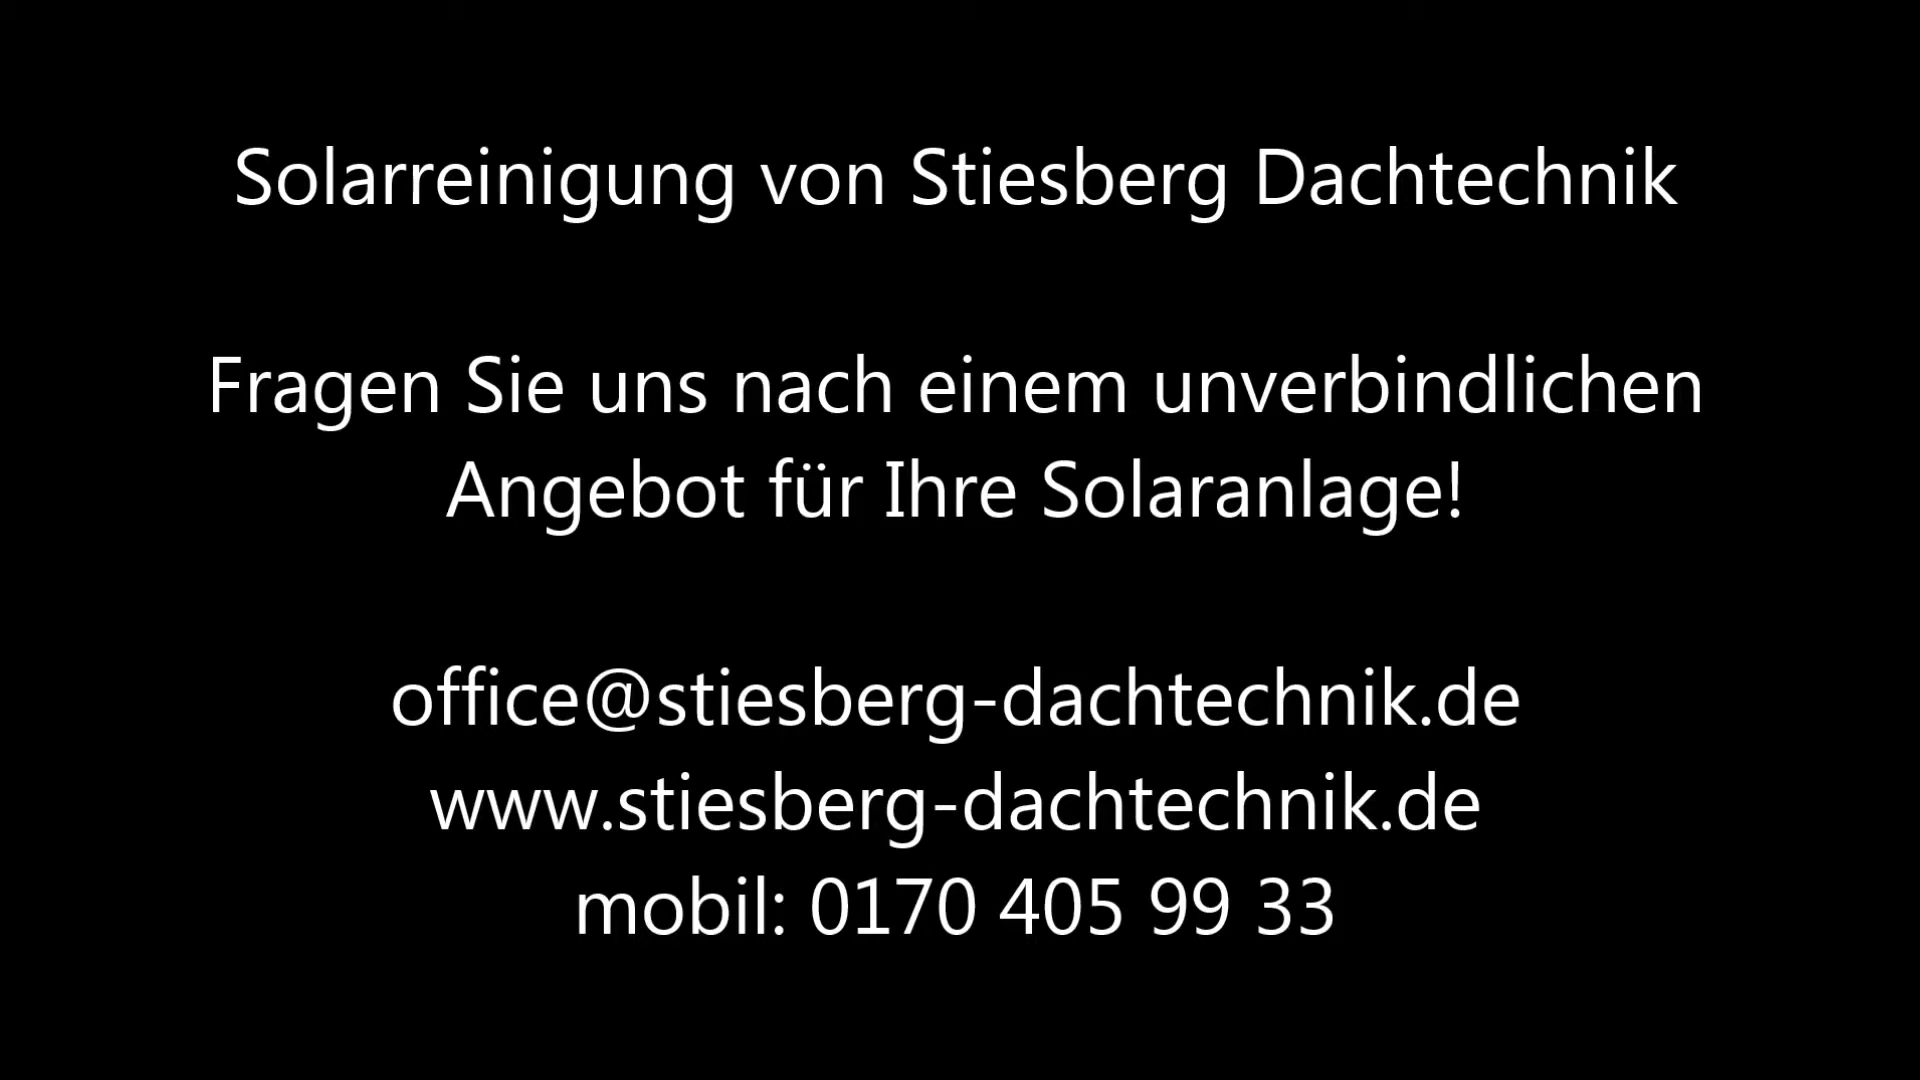 Solarreinigung von Stiesberg Dachtechnik
Fragen Sie uns nach einem unverbindlichen
Angebot für Ihre Solaranlage!
office@stiesberg-dachtechnik.de
www.stiesberg-dachtechnik.de
mobil: 0170 405 99 33